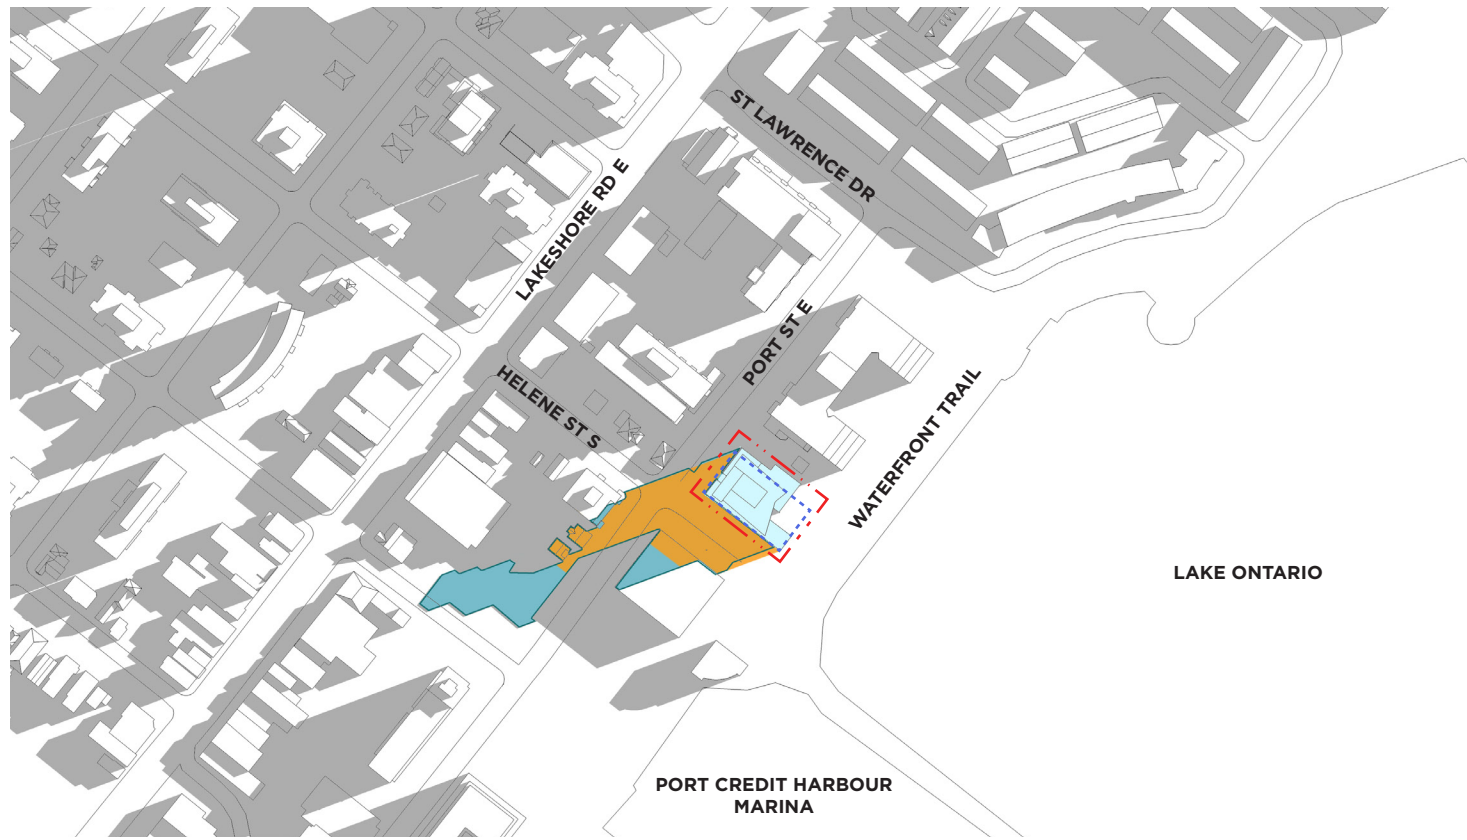 ST LAWRENCE DR
LAKESHORE RD E
PORT ST E
HELENE ST S
WATERFRONT TRAIL
LAKE ONTARIO
PORT CREDIT HARBOUR
MARINA